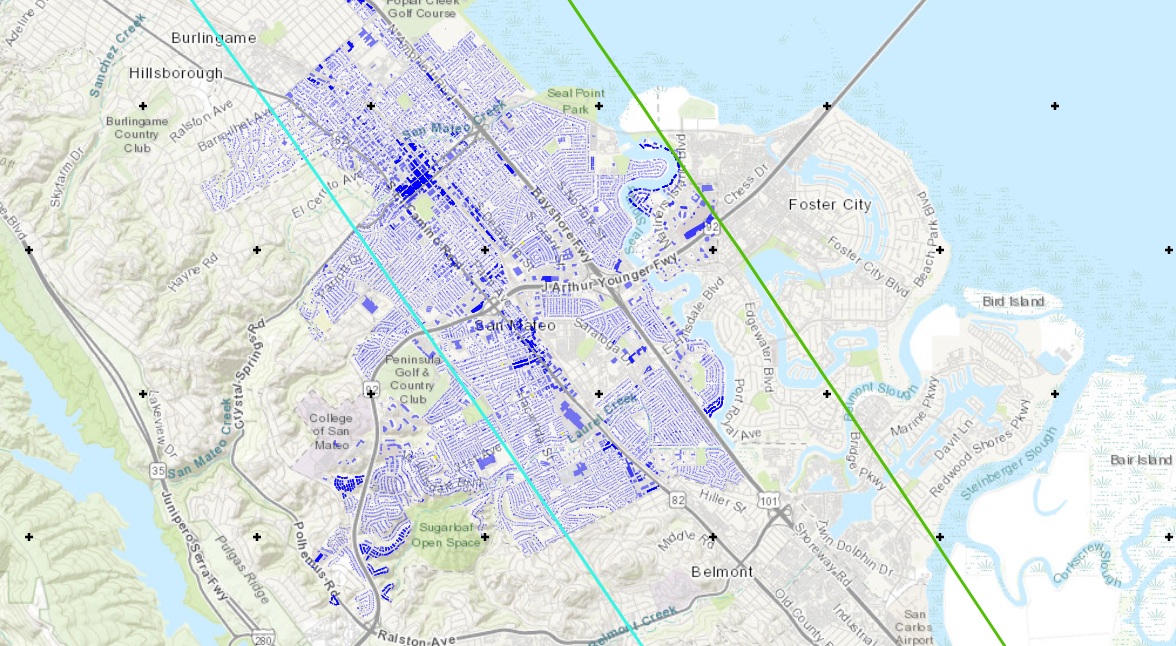 Poplar Creek
Golf Course
Adeline Dr
Sanchez Creek
Burlingame
Hillsborough
Ralston Ave
Burlingame
Country
Club
Skyfarm Dr
El Cerrito Ave
San Mateo Creek
Seal Point
Park
Blvd
Chess Dr
Foster City
Beach Park Blvd
Foster City Blvd
92
Bayshore Fwy
J Arthur Younger Fwy
Hayne Rd
Bird Island
San Mateo
Saratoga Dr
Edgewater Blvd
Peninsula
Golf &
Country
Club
92
Crystal Springs Rd
San Mateo Creek
Lakeview Dr
College
of San
Mateo
Laurel Creek
Port Royal Ave
Belmont Slough
Marine Pkwy
Davit Ln
Redwood Shores Pkwy
Bridge Pkwy
Steinberger Slough
Bair Island
35
Junipero Serra Fwy
Pulgas Ridge
Polhemus Rd
Sugarloaf
Open Space
82
Hiller St
101
Middle Rd
Belmont
Twin Dolphin Dr
Shoreway Rd
Corkscrew Slough
Old County R
Industrial
San
Carlos
Airport
Belmont Creek
Ralston Ave
280